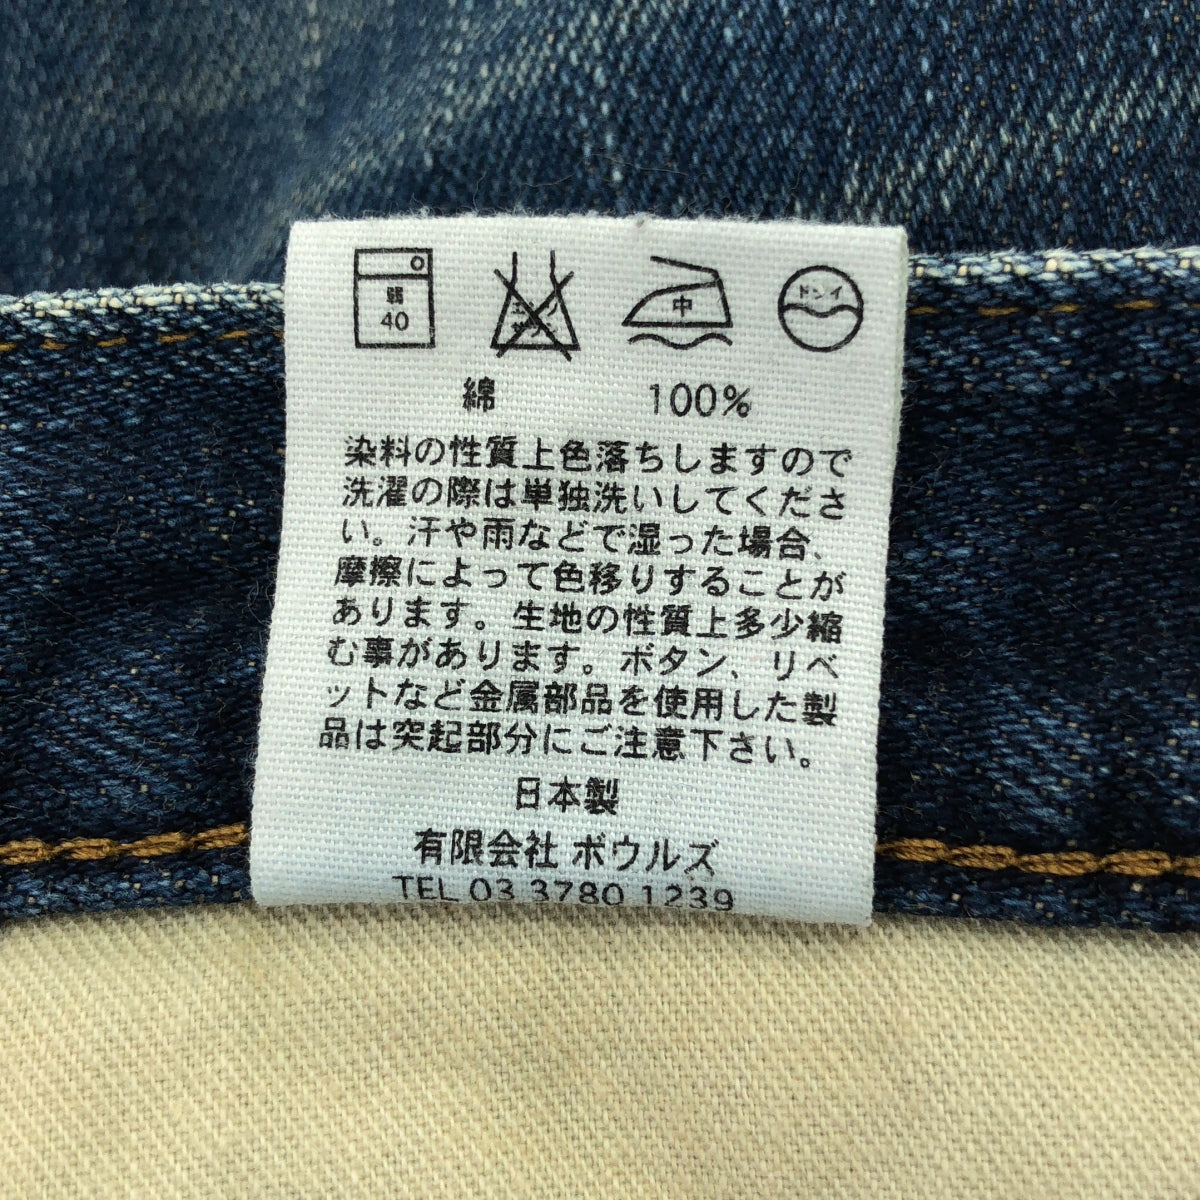 弱
40
中
ドライ
綿 100%
染料の性質上色落ちしますので
洗濯の際は単独洗いしてくださ
い。汗や雨などで湿った場合、
摩擦によって色移りすることが
あります。生地の性質上多少縮
む事があります。ボタン、リベ
ットなど金属部品を使用した製
品は突起部分にご注意下さい。
日本製
有限会社 ボウルズ
TEL 03 3780 1239